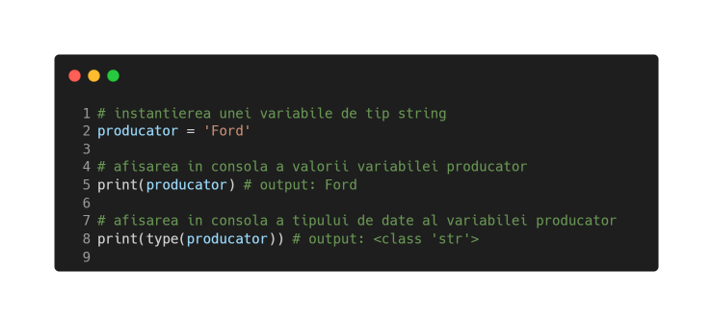 1 # instantierea unei variabile de tip string
2 producator = 'Ford'
3
4 # afisarea in consola a valorii variabilei producator
5 print(producator) # output: Ford
6
7 # afisarea in consola a tipului de date al variabilei producator
8 print(type(producator)) # output: <class 'str'>
9